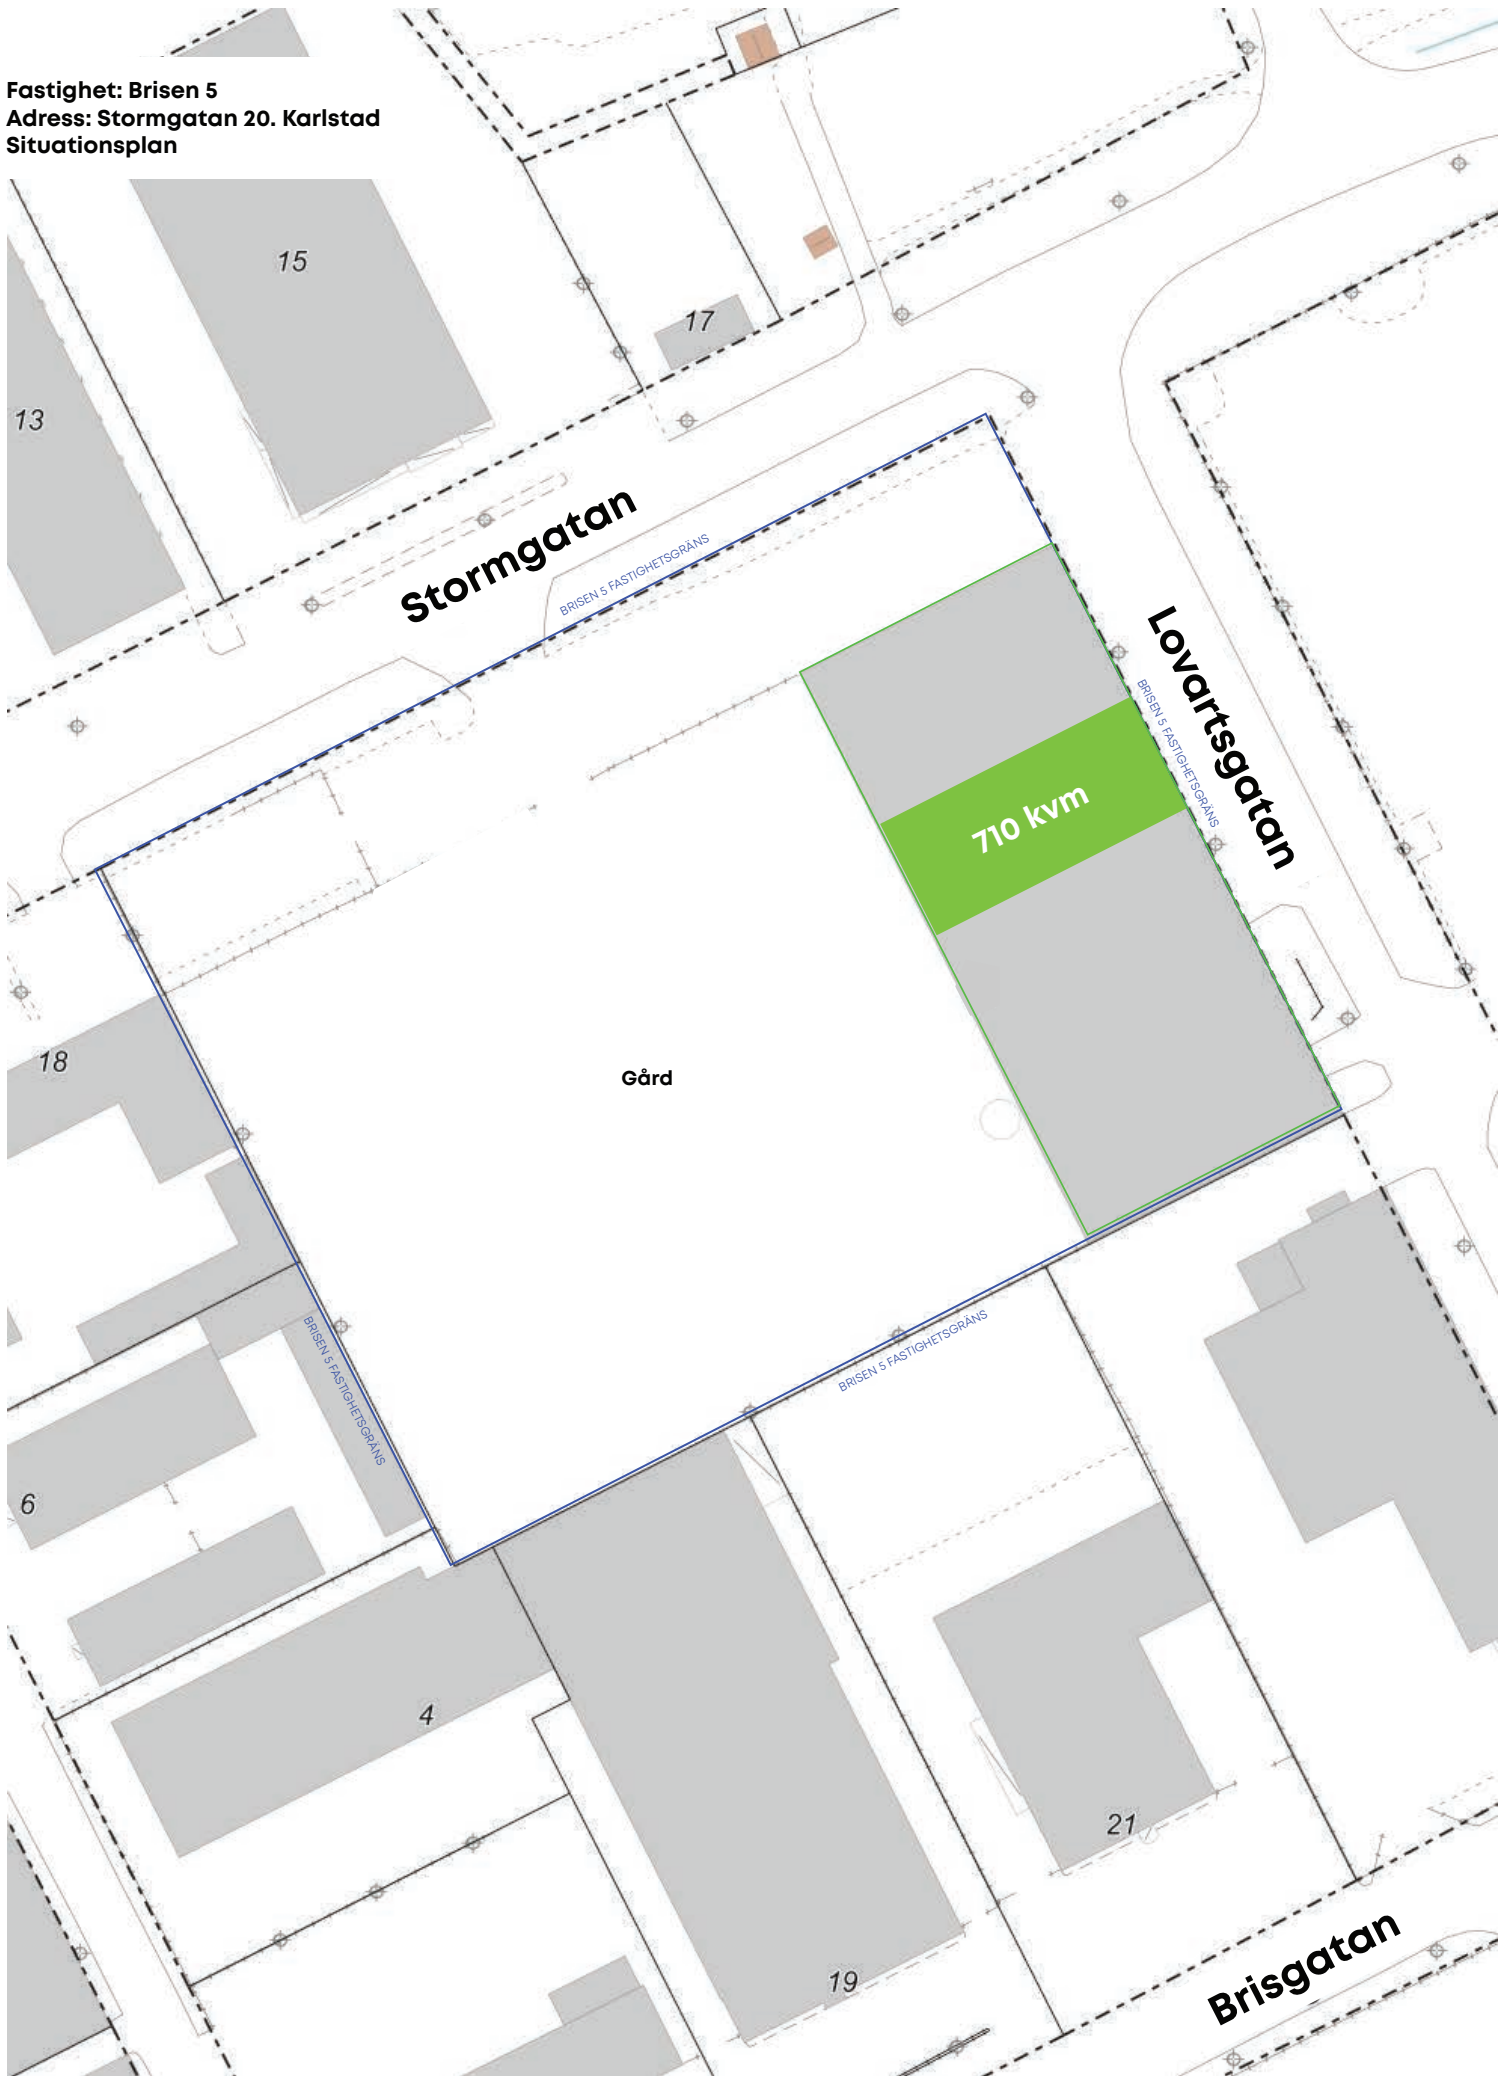 Fastighet: Brisen 5
Adress: Stormgatan 20. Karlstad
Situationsplan
15
17
13
Stormgatan
BRISEN 5 FASTIGHETSGRÄNS
Lovartsgatan
BRISEN 5 FASTIGHETSGRÄNS
710 kvm
18
Gård
BRISEN 5 FASTIGHETSGRÄNS
BRISEN 5 FASTIGHETSGRÄNS
6
4
21
19
Brisgatan